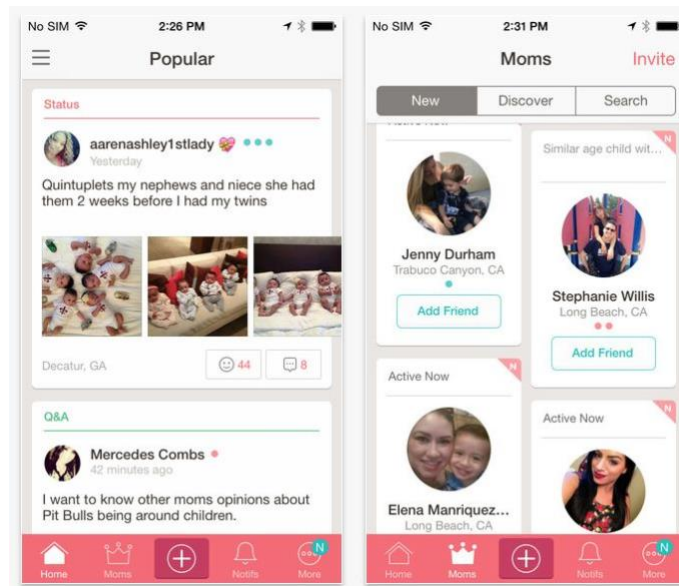 No SIM 2:26 PM
Popular
Status
aarenashley1stlady
Yesterday
Quintuplets my nephews and niece she had
them 2 weeks before I had my twins
Decatur, GA 44 8
Q&A
Mercedes Combs
42 minutes ago
I want to know other moms opinions about
Pit Bulls being around children.
Home Moms Notifs More
N
No SIM 2:31 PM
Moms Invite
New Discover Search
Active Now
Jenny Durham
Trabuco Canyon, CA
Add Friend
N
Similar age child wit...
Stephanie Willis
Long Beach, CA
Add Friend
Active Now
N
Elena Manriquez...
Long Beach, CA
Active Now
N
Home Moms Notifs More
N